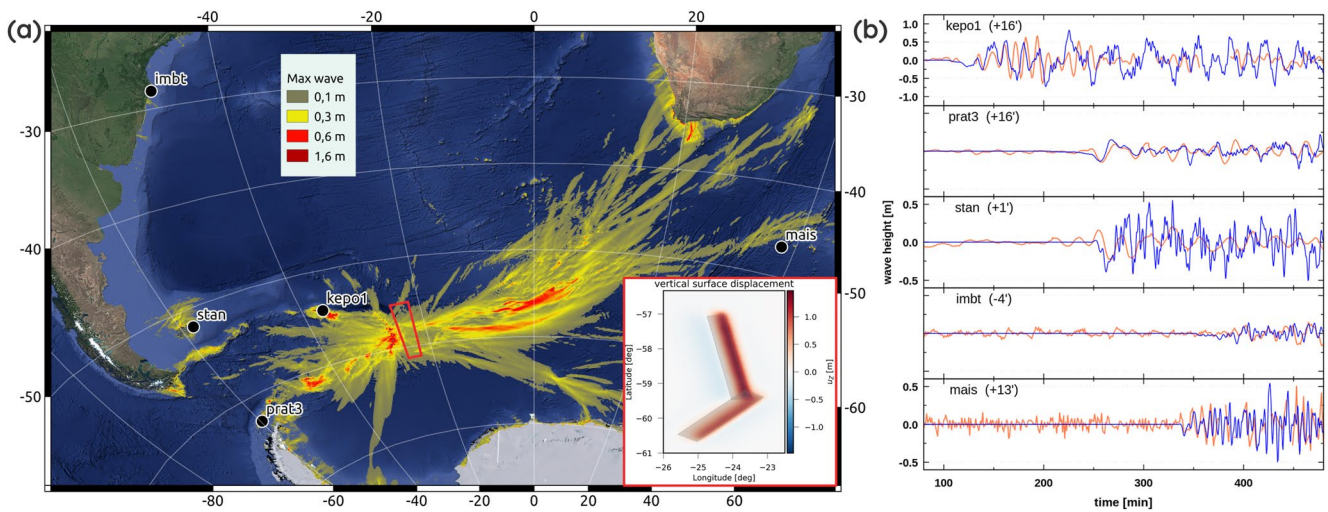 (a)
-40
-20
0
20
imbt
Max wave
0,1 m
0,3 m
0,6 m
1,6 m
-30
-40
-50
-30
-40
-50
-60
mais
stan
kepo1
prat3
vertical surface displacement
-57
-58
-59
-60
-61
Latitude [deg]
-26
-25
-24
-23
Longitude [deg]
1.0
0.5
0.0
-0.5
-1.0
uz [m]
-80
-60
-40
-20
0
20
40
60
(b)
kepo1 (+16')
1.0
0.5
0.0
-0.5
-1.0
prat3 (+16')
stan (+1')
0.5
0.0
-0.5
imbt (-4')
mais (+13')
0.5
0.0
-0.5
wave height [m]
100
200
300
400
time [min]